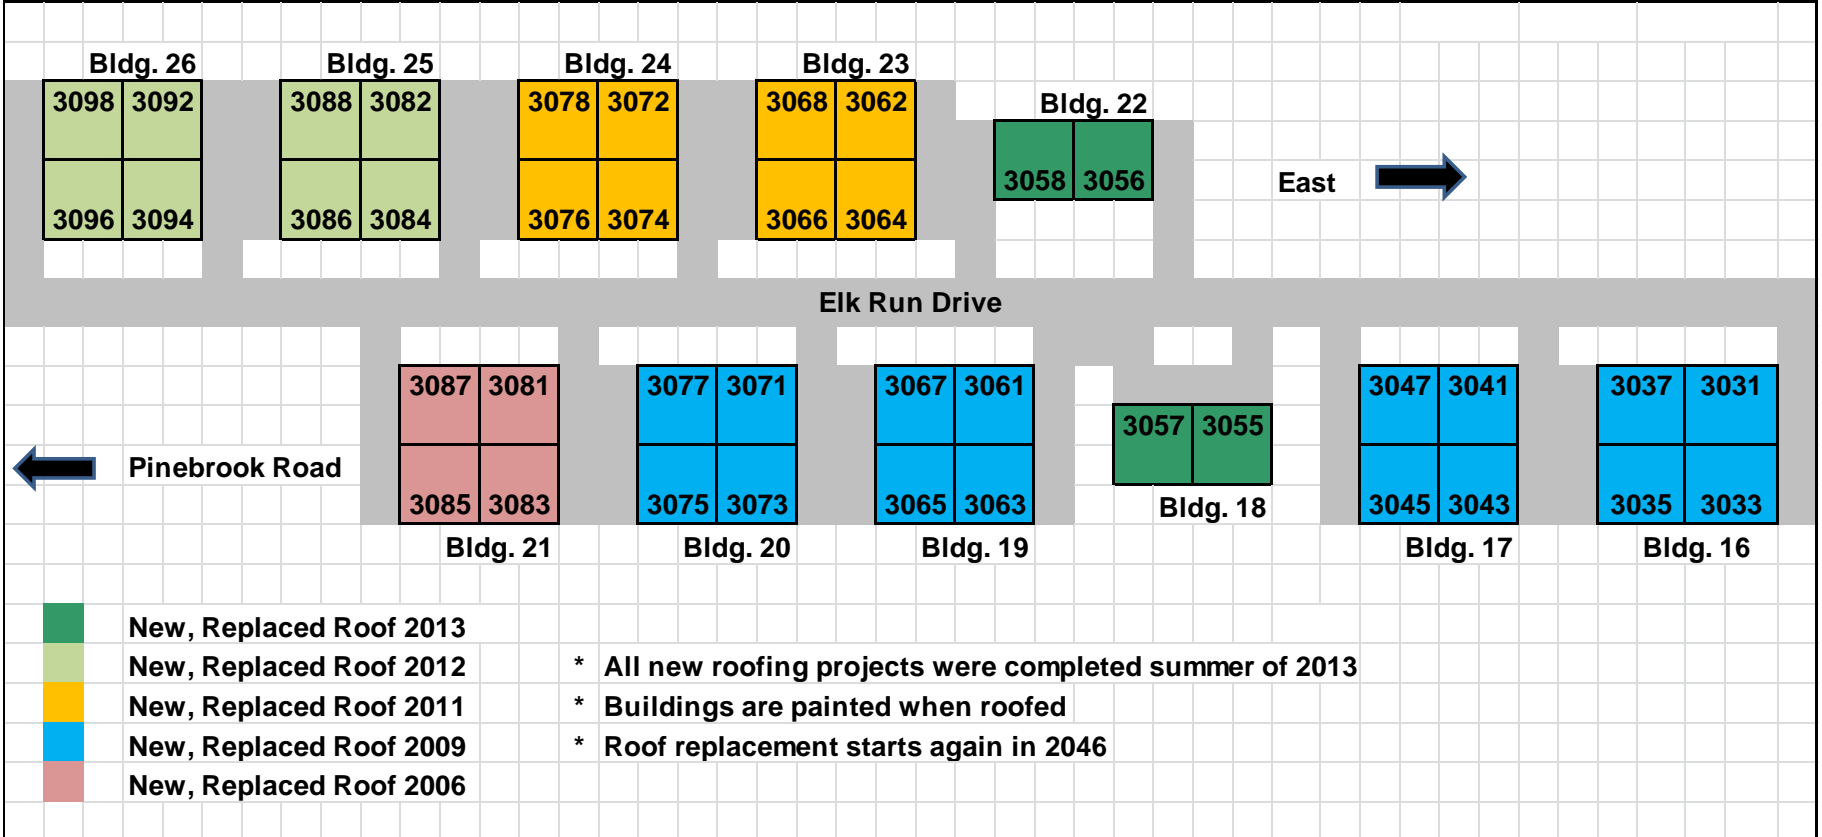 Bldg. 26 Bldg. 25 Bldg. 24 Bldg. 23
3098 3092 3088 3082 3078 3072 3068 3062 Bldg. 22
3058 3056 East
3096 3094 3086 3084 3076 3074 3066 3064
Elk Run Drive
3087 3081 3077 3071 3067 3061 3047 3041 3037 3031
3057 3055
Pinebrook Road
3085 3083 3075 3073 3065 3063 Bldg. 18 3045 3043 3035 3033
Bldg. 21 Bldg. 20 Bldg. 19 Bldg. 17 Bldg. 16
New, Replaced Roof 2013
New, Replaced Roof 2012 * All new roofing projects were completed summer of 2013
New, Replaced Roof 2011 * Buildings are painted when roofed
New, Replaced Roof 2009 * Roof replacement starts again in 2046
New, Replaced Roof 2006